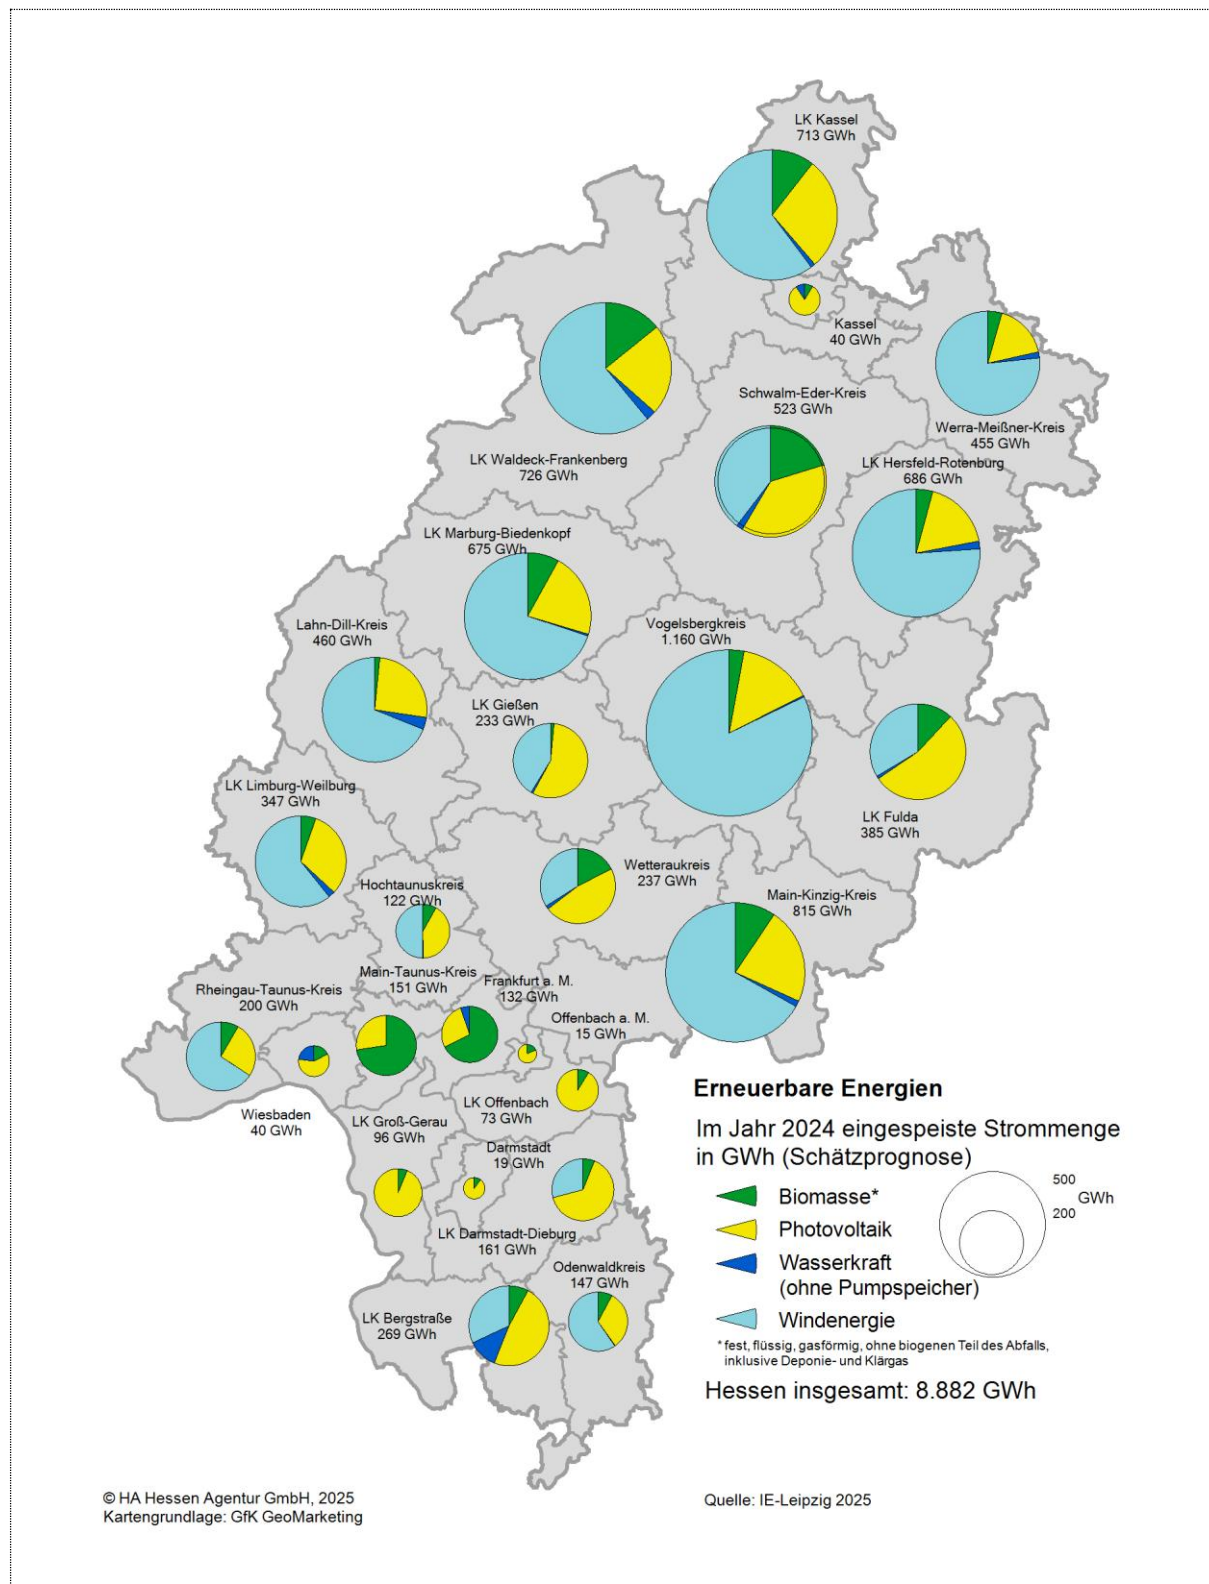 LK Kassel
713 GWh
Kassel
40 GWh
Werra-Meißner-Kreis
455 GWh
Schwalm-Eder-Kreis
523 GWh
LK Waldeck-Frankenberg
726 GWh
LK Hersfeld-Rotenburg
686 GWh
LK Marburg-Biedenkopf
675 GWh
Lahn-Dill-Kreis
460 GWh
Vogelsbergkreis
1.160 GWh
LK Gießen
233 GWh
LK Limburg-Weilburg
347 GWh
LK Fulda
385 GWh
Wetteraukreis
237 GWh
Hochtaunuskreis
122 GWh
Main-Kinzig-Kreis
815 GWh
Main-Taunus-Kreis
151 GWh
Frankfurt a. M.
132 GWh
Rheingau-Taunus-Kreis
200 GWh
Offenbach a. M.
15 GWh
Wiesbaden
40 GWh
LK Groß-Gerau
96 GWh
LK Offenbach
73 GWh
Darmstadt
19 GWh
LK Darmstadt-Dieburg
161 GWh
Odenwaldkreis
147 GWh
LK Bergstraße
269 GWh
Erneuerbare Energien
Im Jahr 2024 eingespeiste Strommenge
in GWh (Schätzprognose)
500
GWh
200
Biomasse*
Photovoltaik
Wasserkraft
(ohne Pumpspeicher)
Windenergie
* fest, flüssig, gasförmig, ohne biogenen Teil des Abfalls,
inklusive Deponie- und Klärgas
Hessen insgesamt: 8.882 GWh
© HA Hessen Agentur GmbH, 2025
Kartengrundlage: GfK GeoMarketing
Quelle: IE-Leipzig 2025